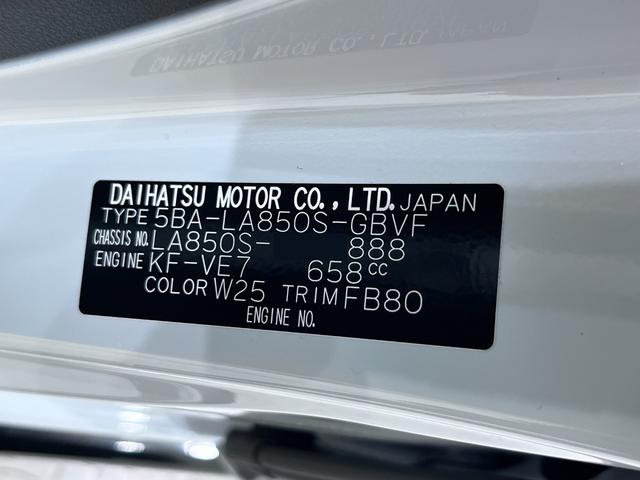 DAIHATSU MOTOR CO., LTD. JAPAN
TYPE 5BA-LA850S-GBVF
CHASSIS NO. LA850S- 888
ENGINE KF-VE7 658cc
COLOR W25 TRIM FB80
ENGINE NO.